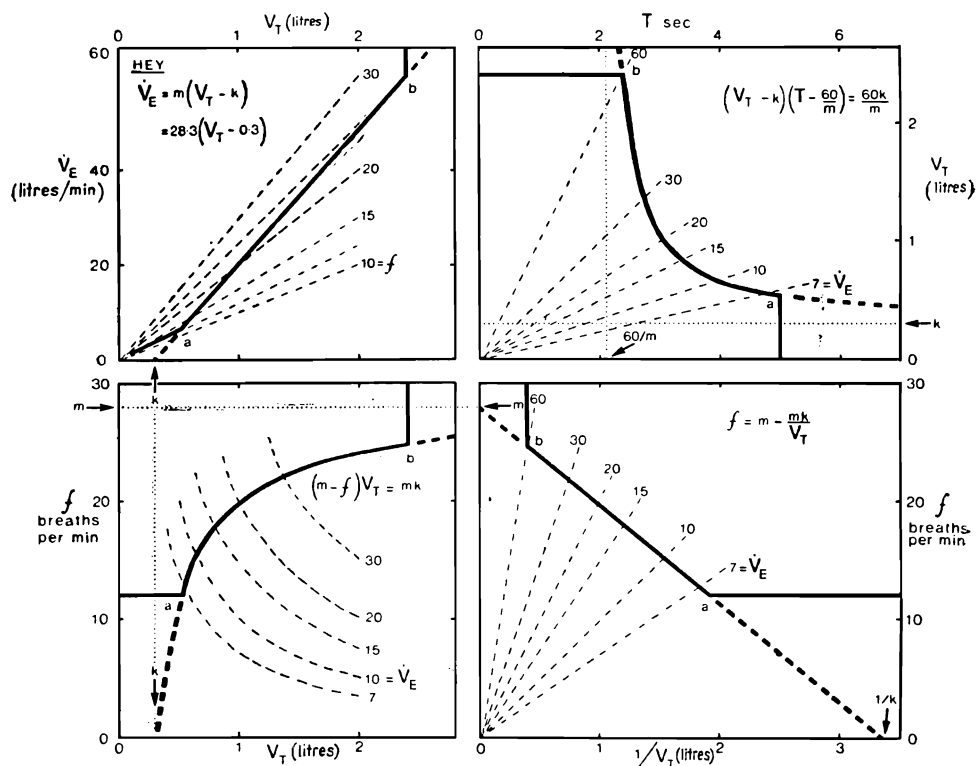 V_T (litres)
0 1 2
60
40
20
0
V̇_E
(litres/min)
HEY
V̇_E = m(V_T - k)
= 28·3(V_T - 0·3)
30
20
15
10 = f
a
b
T sec
0 2 4 6
60
b
(V_T - k)(T - 60/m) = 60k/m
30
20
15
10
7 = V̇_E
a
60/m
k
2
1
0
V_T
(litres)
30
20
10
0
f
breaths
per min
m
k
b
(m-f)V_T = mk
30
20
15
10 = V̇_E
7
a
k
0 1 2
V_T (litres)
m
60
b
30
20
15
10
7 = V̇_E
a
f = m - mk/V_T
1/k
30
20
10
0
f
breaths
per min
0 1 2 3
1/V_T (litres)